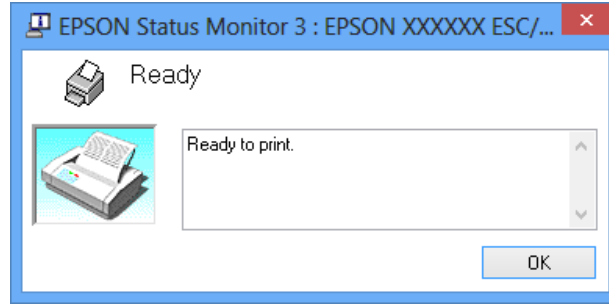 EPSON Status Monitor 3 : EPSON XXXXXX ESC/...
Ready
Ready to print.
OK